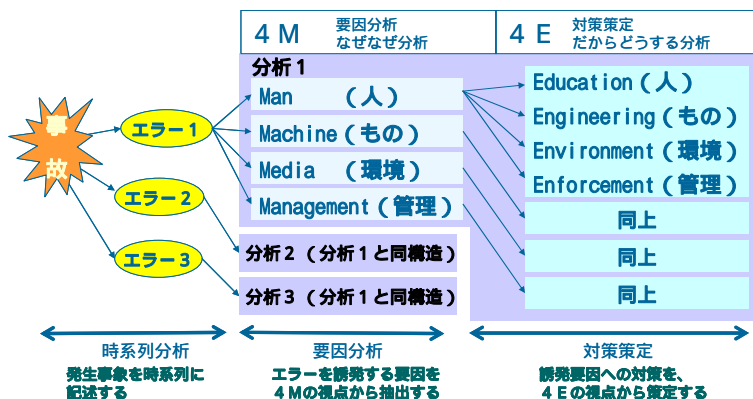 4M
要因分析
なぜなぜ分析
4E
対策策定
だからどうする分析
分析1
事
故
エラー1
エラー2
エラー3
Man (人)
Machine(もの)
Media (環境)
Management(管理)
Education(人)
Engineering(もの)
Environment(環境)
Enforcement(管理)
同上
同上
同上
分析2(分析1と同構造)
分析3(分析1と同構造)
時系列分析
発生事象を時系列に
記述する
要因分析
エラーを誘発する要因を
4Mの視点から抽出する
対策策定
誘発要因への対策を、
4Eの視点から策定する